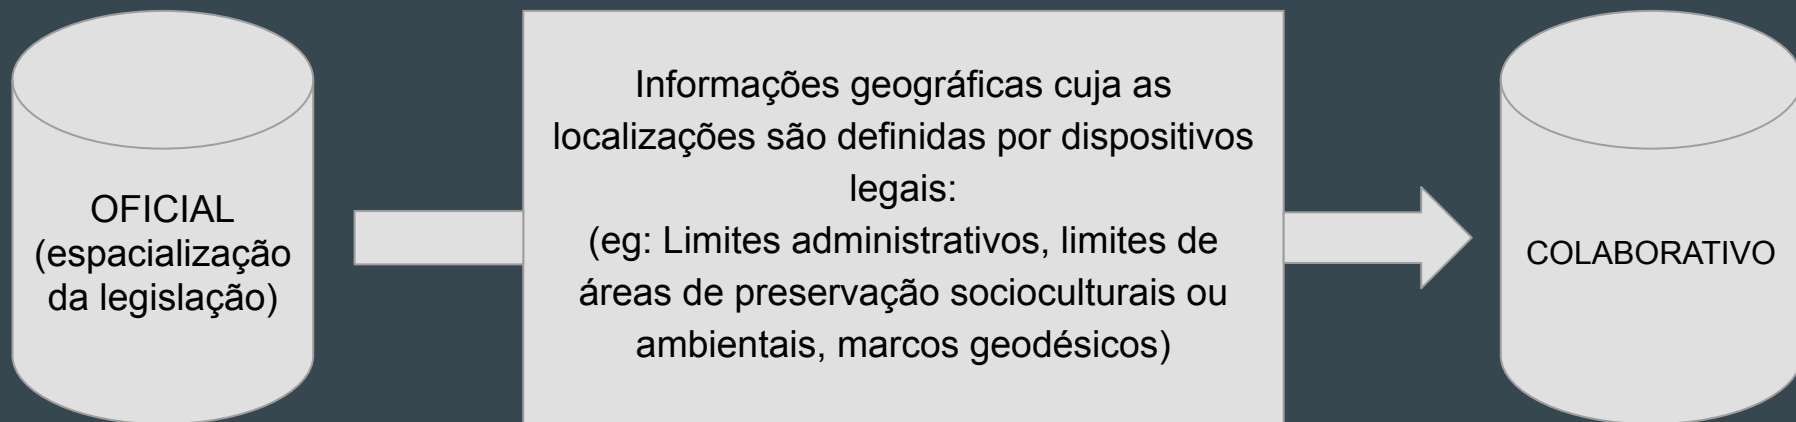 OFICIAL
(espacialização
da legislação)
Informações geográficas cuja as
localizações são definidas por dispositivos
legais:
(eg: Limites administrativos, limites de
áreas de preservação socioculturais ou
ambientais, marcos geodésicos)
COLABORATIVO